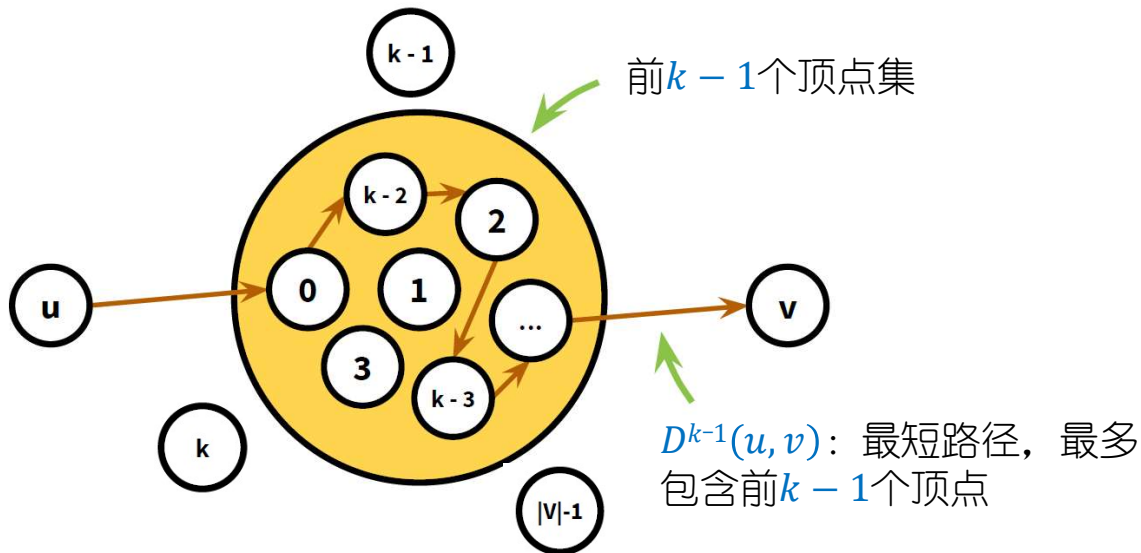 k - 1
前k − 1个顶点集
k - 2
2
0
1
u
...
v
3
k - 3
k
D^{k−1}(u, v)：最短路径，最多
包含前k − 1个顶点
|V|-1